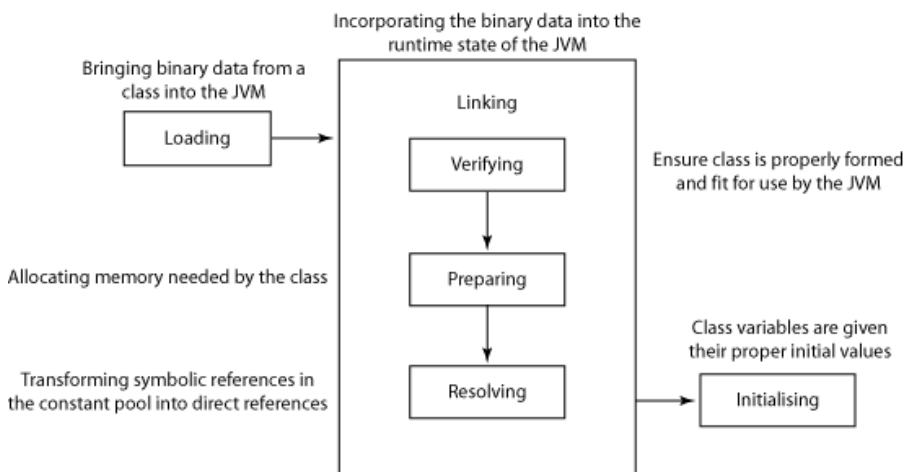 Incorporating the binary data into the
runtime state of the JVM
Bringing binary data from a
class into the JVM
Loading
Linking
Verifying
Ensure class is properly formed
and fit for use by the JVM
Allocating memory needed by the class
Preparing
Class variables are given
their proper initial values
Transforming symbolic references in
the constant pool into direct references
Resolving
Initialising